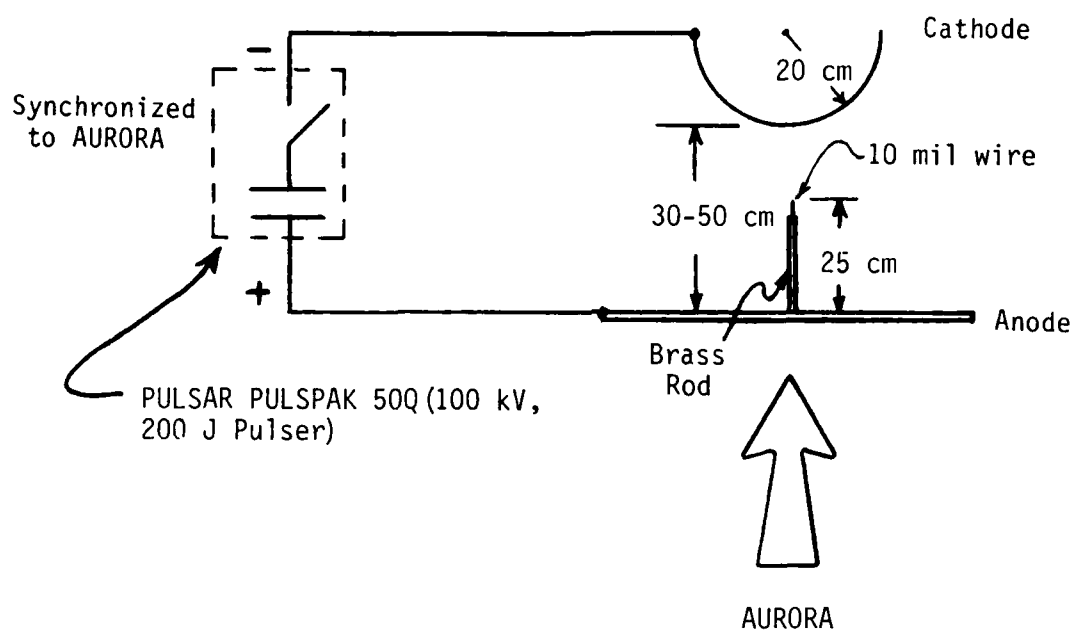 Cathode
−
20 cm
Synchronized
to AURORA
10 mil wire
30-50 cm
25 cm
+
Anode
Brass
Rod
PULSAR PULSPAK 50Q (100 kV,
200 J Pulser)
AURORA